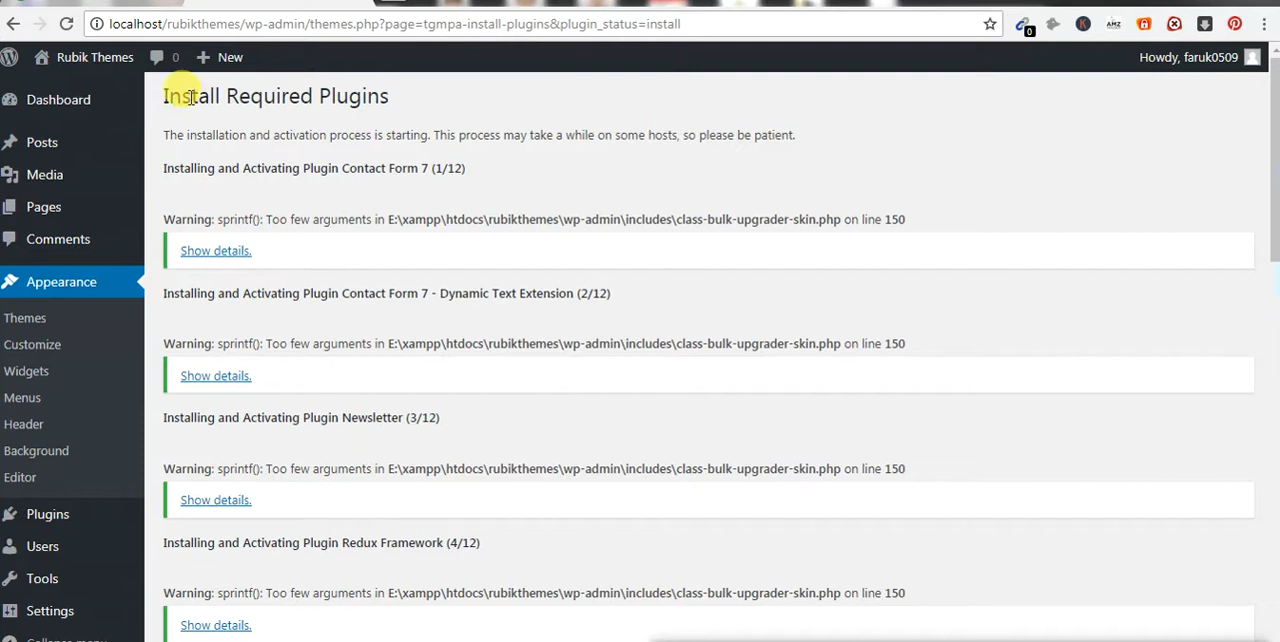 localhost/rubikthemes/wp-admin/themes.php?page=tgmpa-install-plugins&plugin_status=install
0
K
AMZ
Rubik Themes
0
New
Howdy, faruk0509
Dashboard
Posts
Media
Pages
Comments
Appearance
Themes
Customize
Widgets
Menus
Header
Background
Editor
Plugins
Users
Tools
Settings
Collapse menu
Install Required Plugins
The installation and activation process is starting. This process may take a while on some hosts, so please be patient.
Installing and Activating Plugin Contact Form 7 (1/12)
Warning: sprintf(): Too few arguments in E:\xampp\htdocs\rubikthemes\wp-admin\includes\class-bulk-upgrader-skin.php on line 150
Show details.
Installing and Activating Plugin Contact Form 7 - Dynamic Text Extension (2/12)
Warning: sprintf(): Too few arguments in E:\xampp\htdocs\rubikthemes\wp-admin\includes\class-bulk-upgrader-skin.php on line 150
Show details.
Installing and Activating Plugin Newsletter (3/12)
Warning: sprintf(): Too few arguments in E:\xampp\htdocs\rubikthemes\wp-admin\includes\class-bulk-upgrader-skin.php on line 150
Show details.
Installing and Activating Plugin Redux Framework (4/12)
Warning: sprintf(): Too few arguments in E:\xampp\htdocs\rubikthemes\wp-admin\includes\class-bulk-upgrader-skin.php on line 150
Show details.